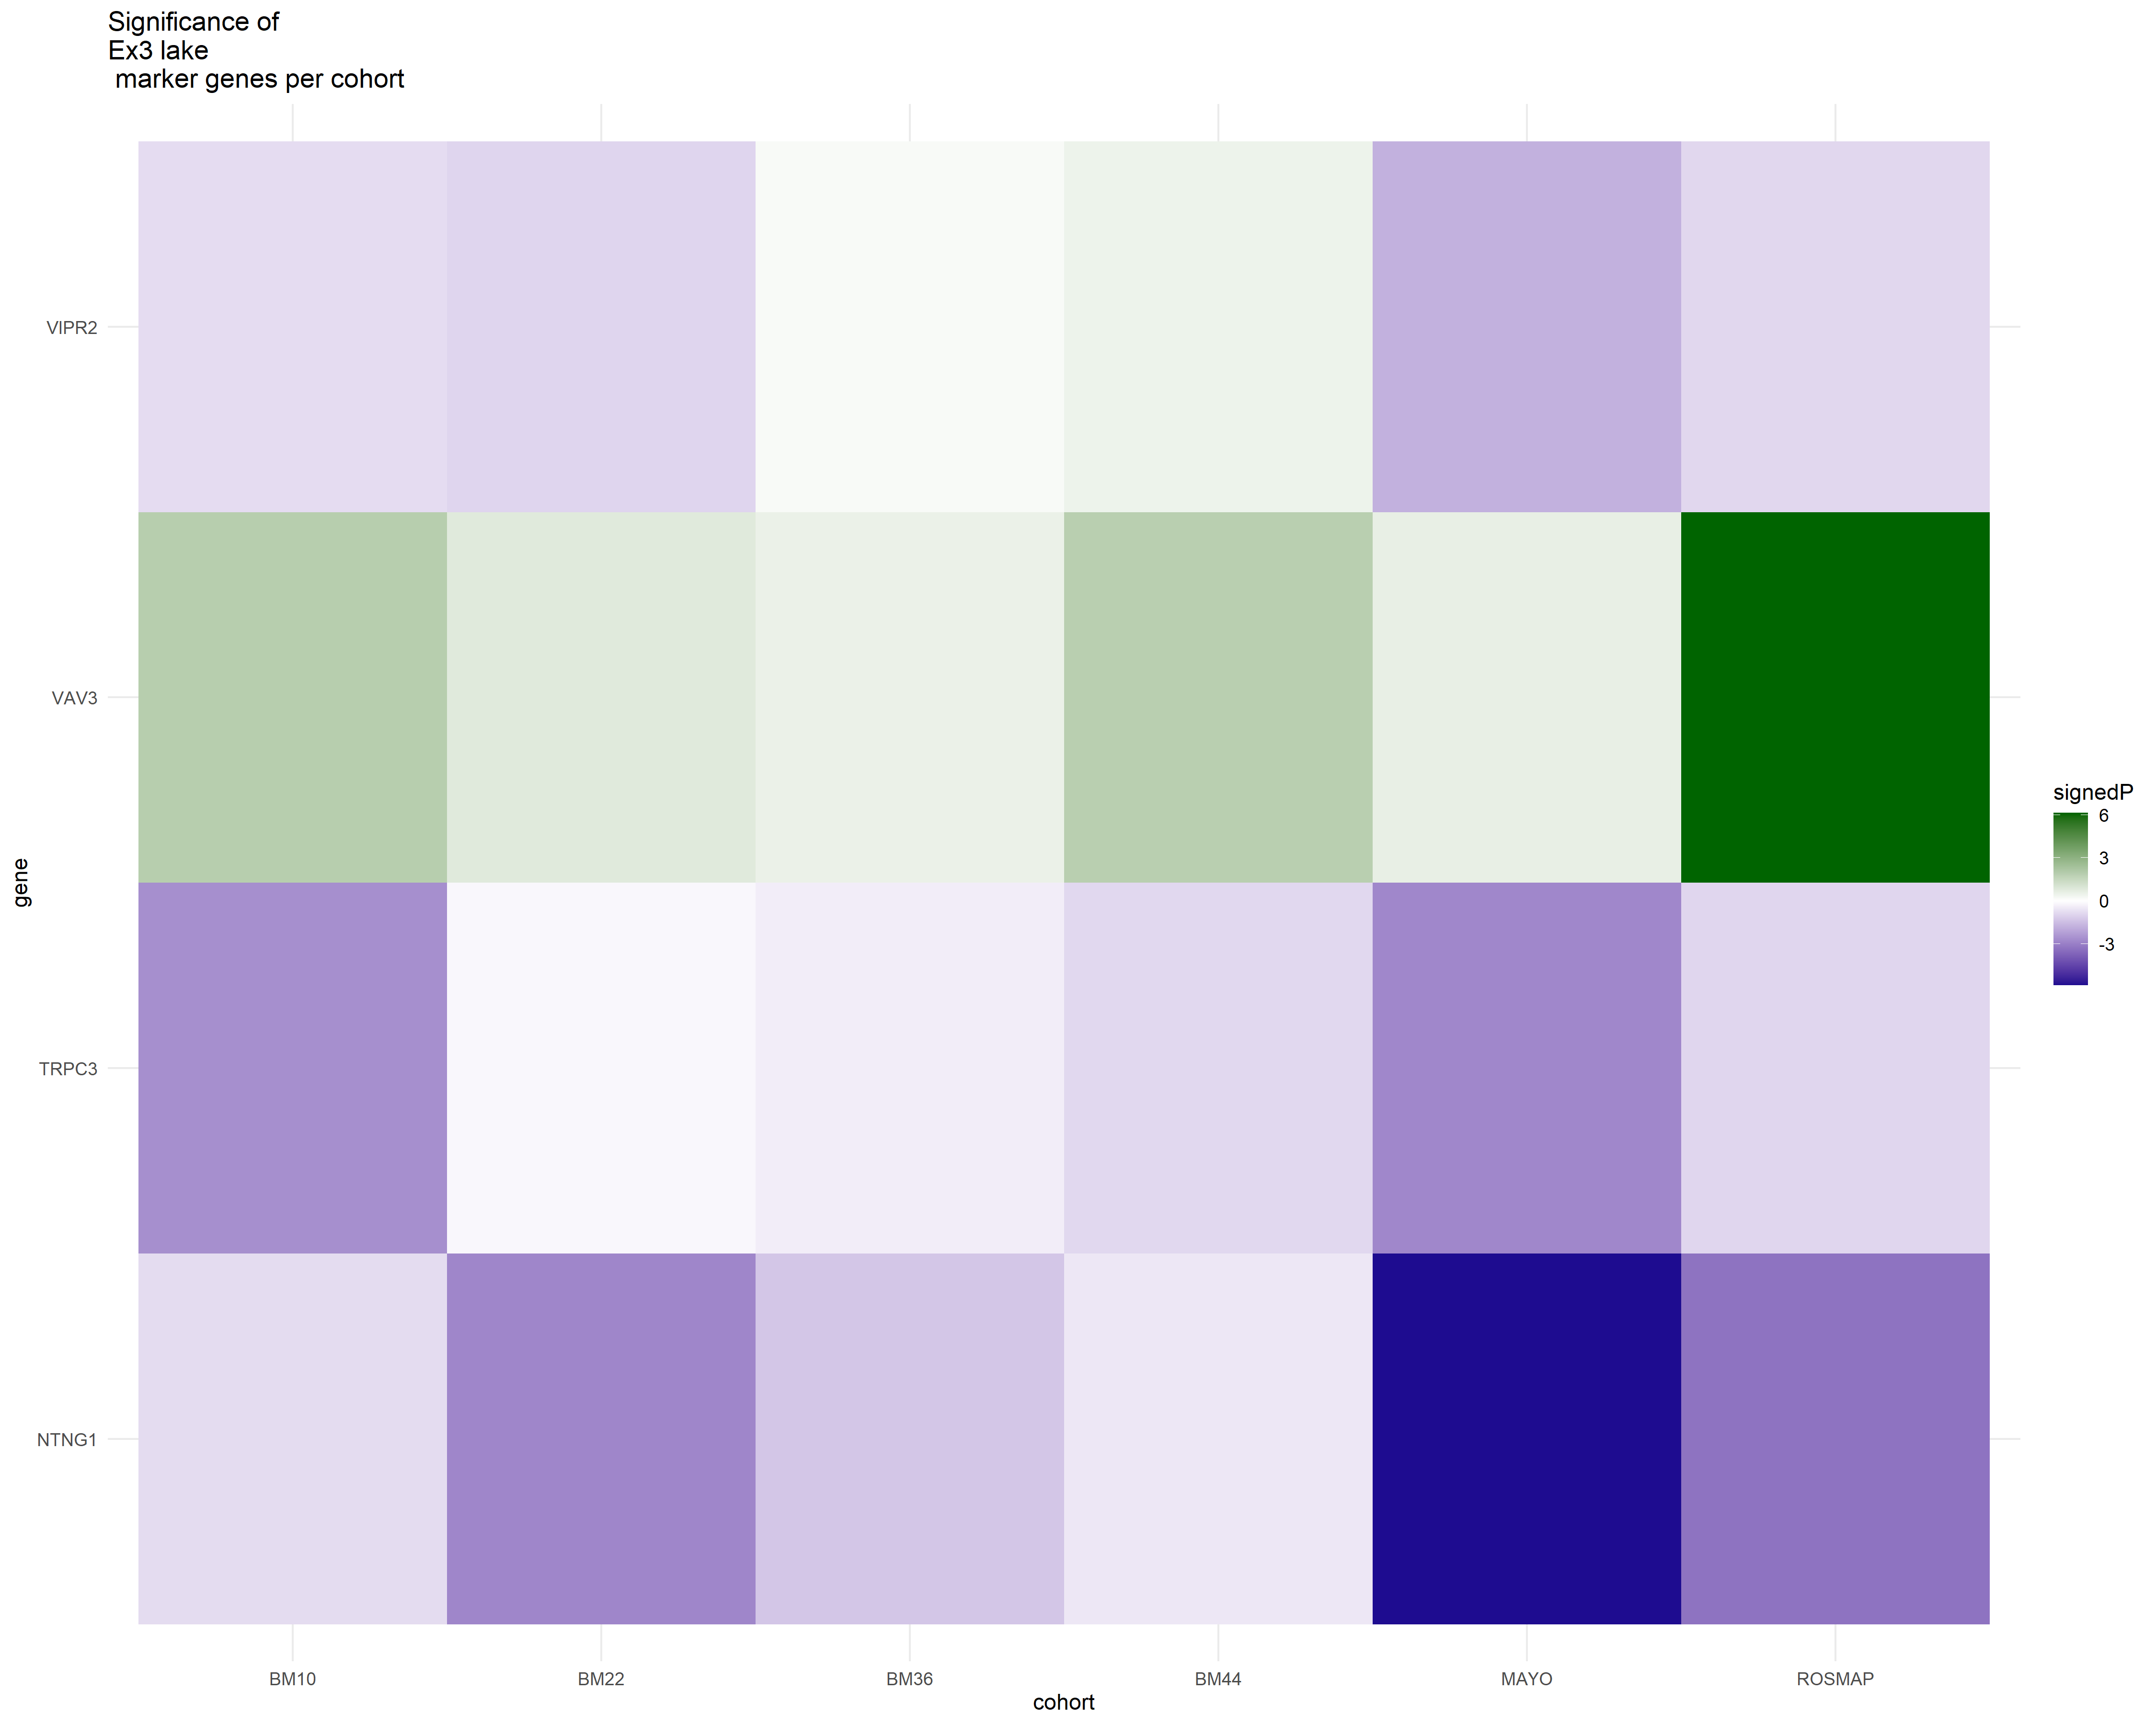 Significance of
Ex3 lake
marker genes per cohort
VIPR2
VAV3
TRPC3
NTNG1
gene
BM10
BM22
BM36
BM44
MAYO
ROSMAP
cohort
signedP
6
3
0
-3